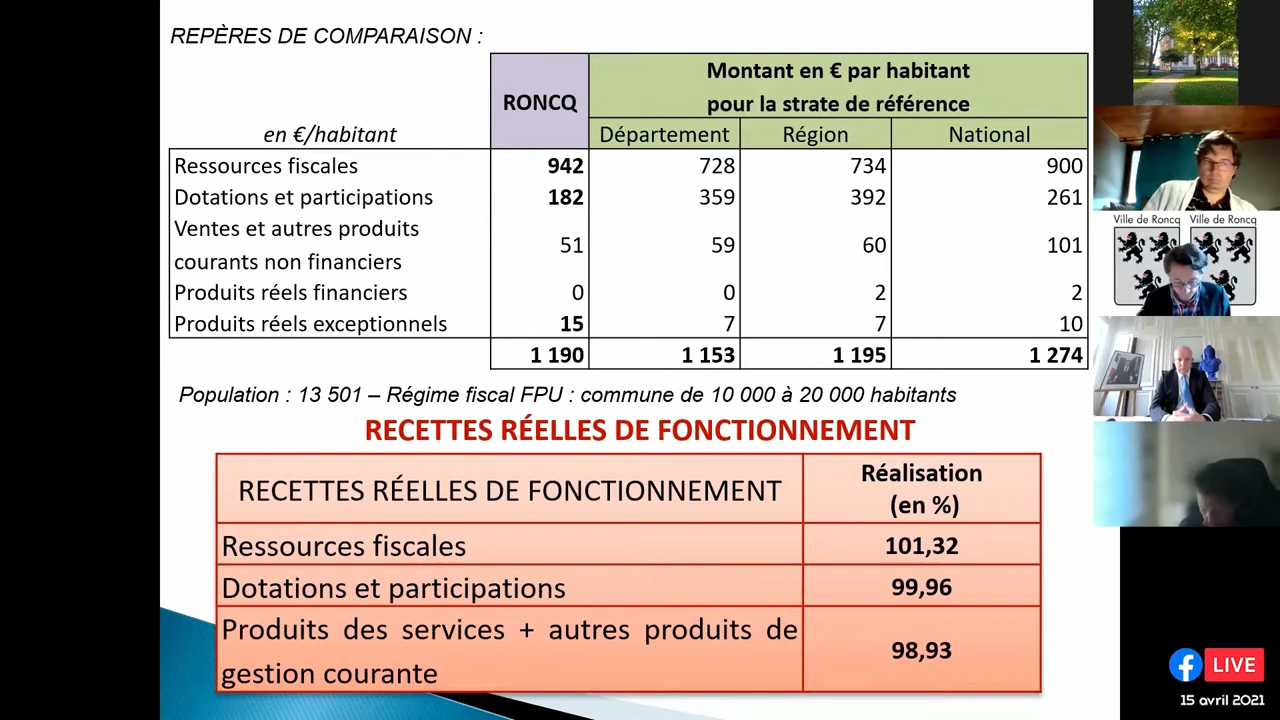 REPÈRES DE COMPARAISON :
RONCQ
Montant en € par habitant
pour la strate de référence
en €/habitant
Département Région National
Ressources fiscales 942 728 734 900
Dotations et participations 182 359 392 261
Ventes et autres produits
courants non financiers 51 59 60 101
Produits réels financiers 0 0 2 2
Produits réels exceptionnels 15 7 7 10
1 190 1 153 1 195 1 274
Population : 13 501 – Régime fiscal FPU : commune de 10 000 à 20 000 habitants
RECETTES RÉELLES DE FONCTIONNEMENT
RECETTES RÉELLES DE FONCTIONNEMENT
Réalisation
(en %)
Ressources fiscales 101,32
Dotations et participations 99,96
Produits des services + autres produits de
gestion courante 98,93
Ville de Roncq Ville de Roncq
LIVE
15 avril 2021